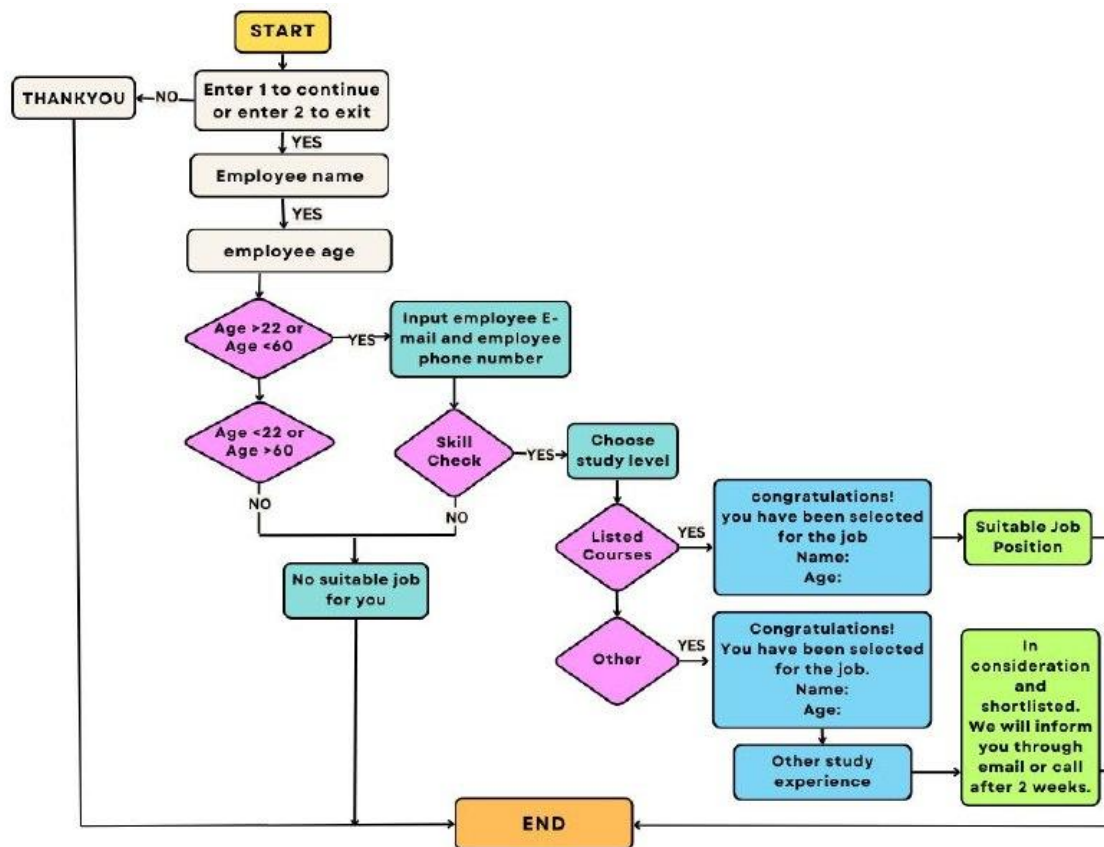 START
Enter 1 to continue
or enter 2 to exit
NO
THANKYOU
YES
Employee name
YES
employee age
Age >22 or
Age <60
YES
Input employee E-
mail and employee
phone number
Age <22 or
Age >60
NO
Skill
Check
YES
NO
Choose
study level
No suitable job
for you
Listed
Courses
YES
congratulations!
you have been selected
for the job
Name:
Age:
Suitable Job
Position
Other
YES
Congratulations!
You have been selected
for the job.
Name:
Age:
Other study
experience
In
consideration
and
shortlisted.
We will inform
you through
email or call
after 2 weeks.
END